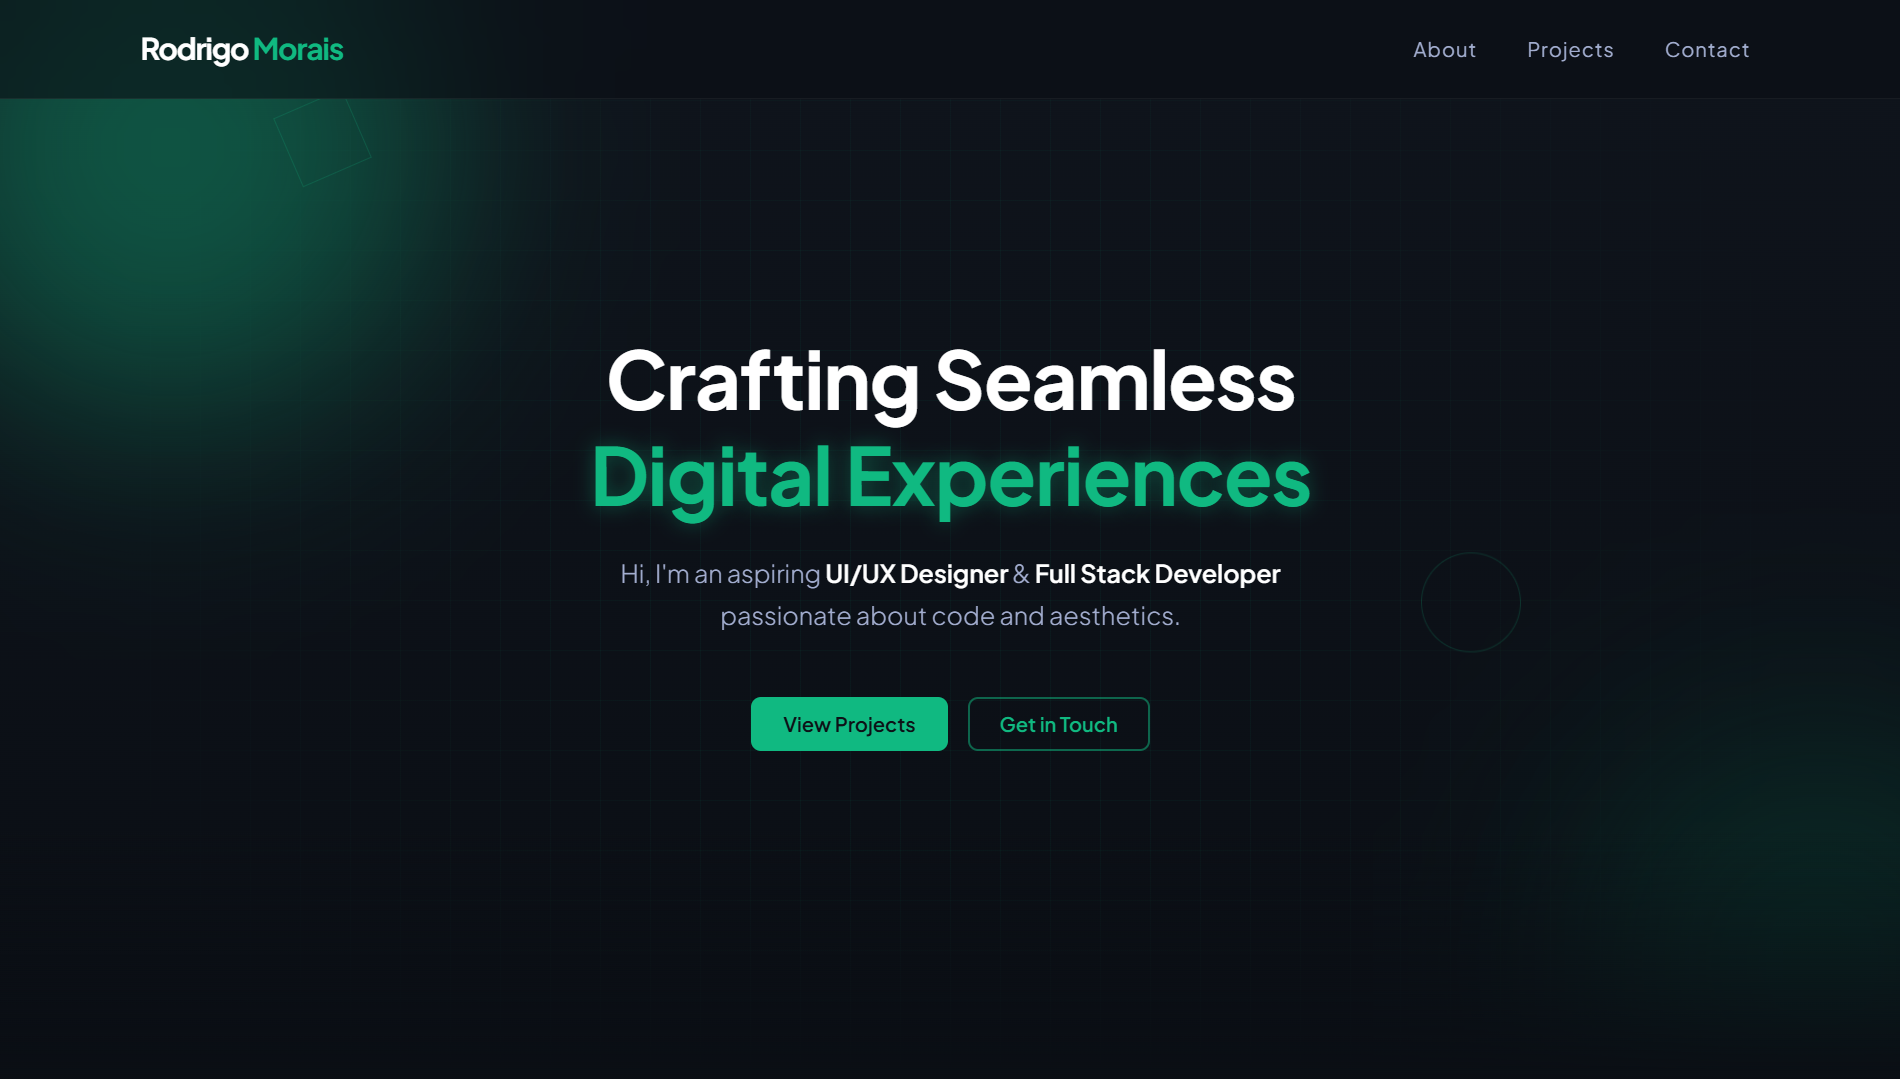 Rodrigo Morais
About Projects Contact
Crafting Seamless
Digital Experiences
Hi, I'm an aspiring UI/UX Designer & Full Stack Developer
passionate about code and aesthetics.
View Projects Get in Touch